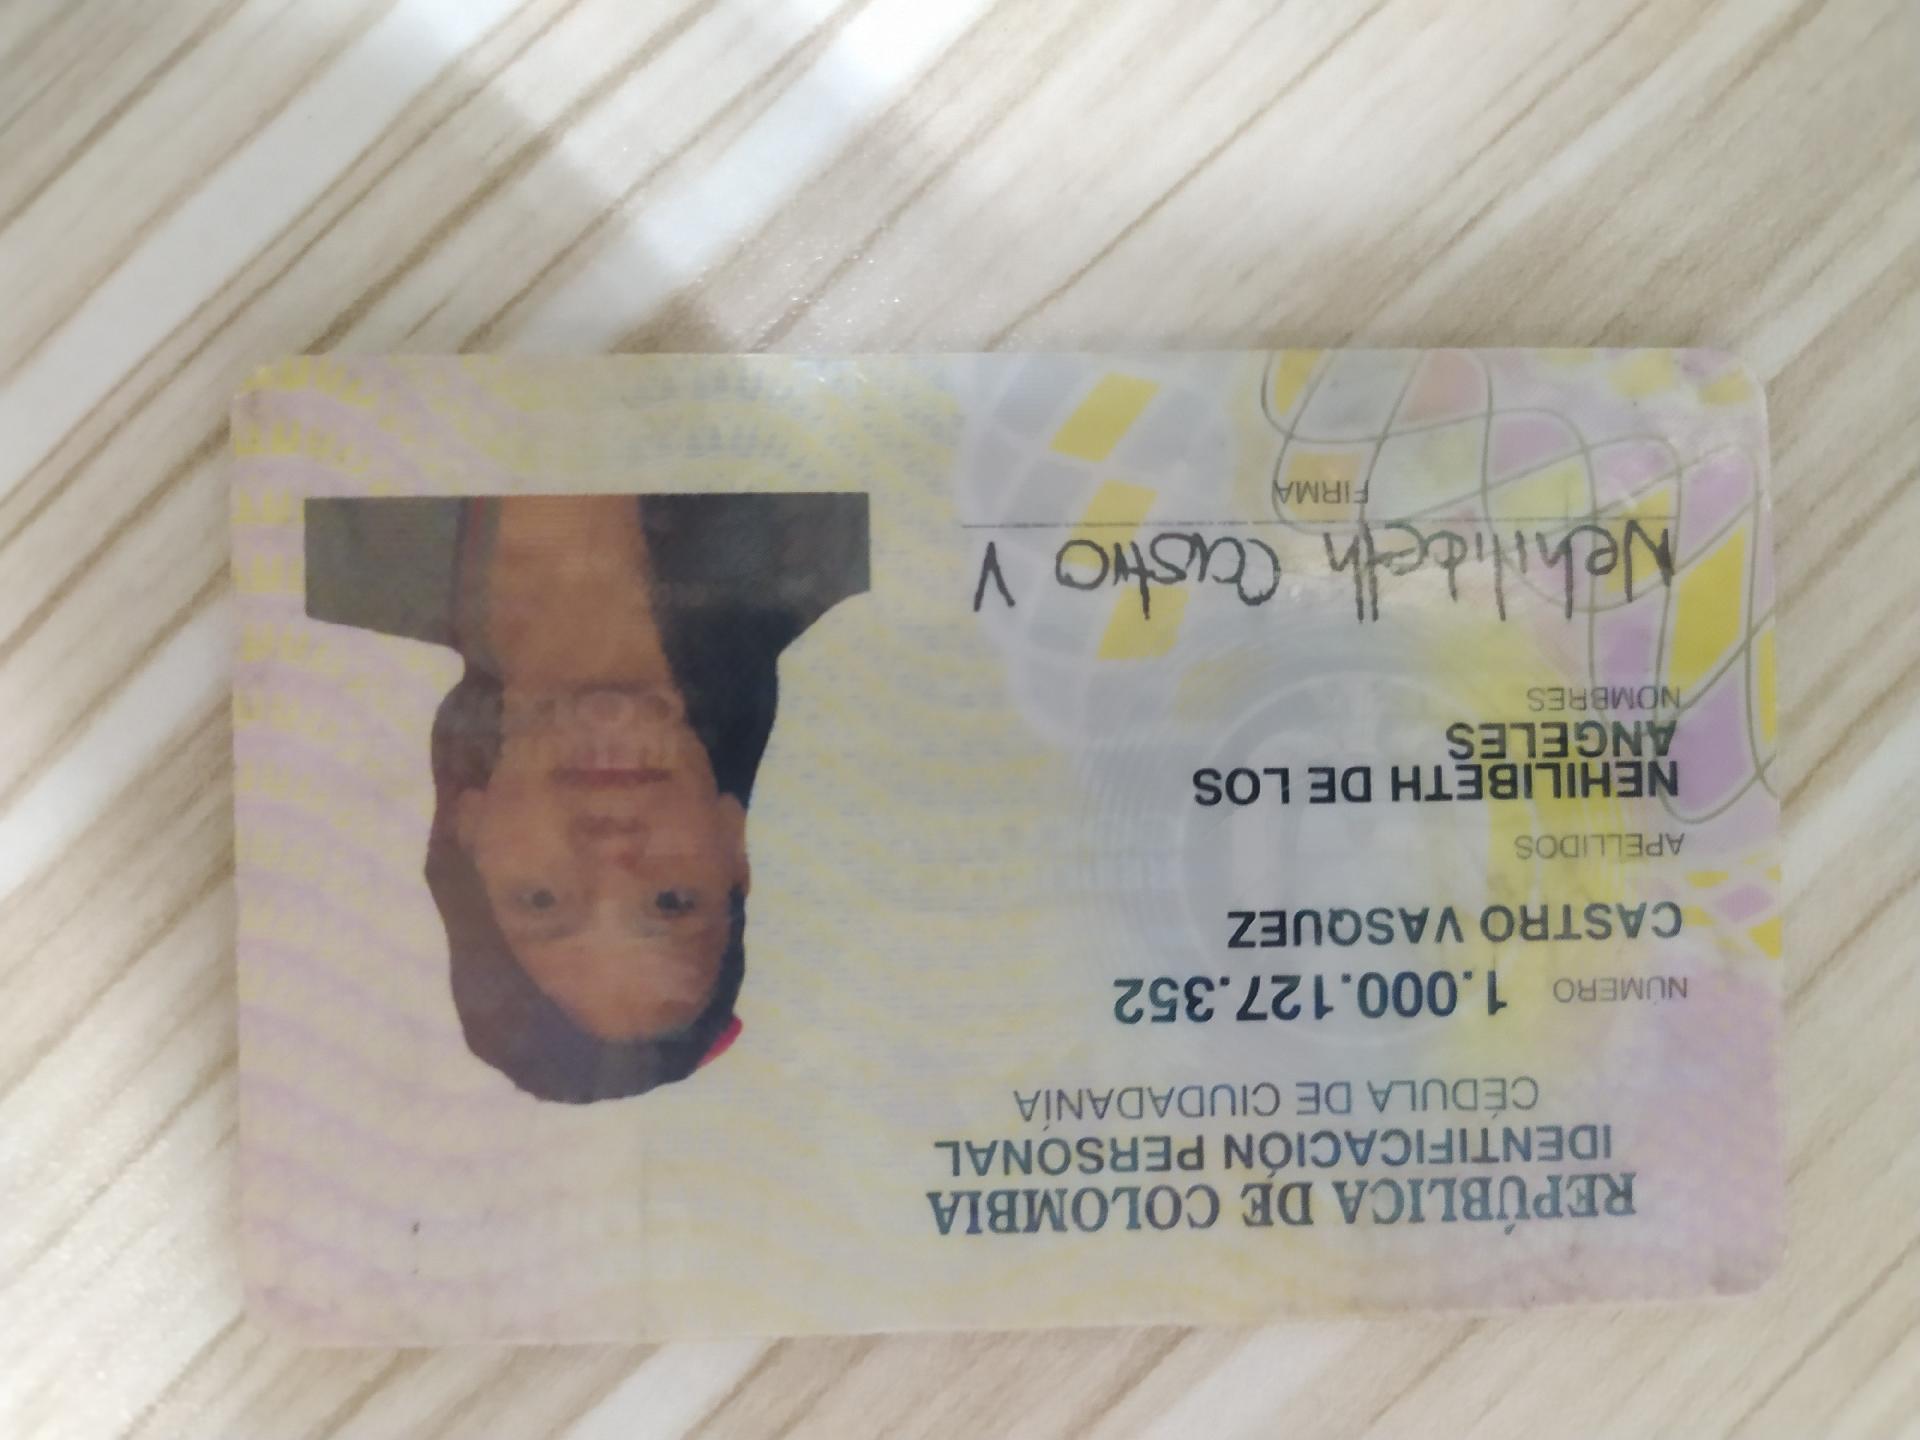 REPÚBLICA DE COLOMBIA
IDENTIFICACIÓN PERSONAL
CÉDULA DE CIUDADANÍA
NÚMERO 1.000.127.352
CASTRO VASQUEZ
APELLIDOS
NEHILIBETH DE LOS
ANGELES
NOMBRES
Nehilibeth Castro V
FIRMA